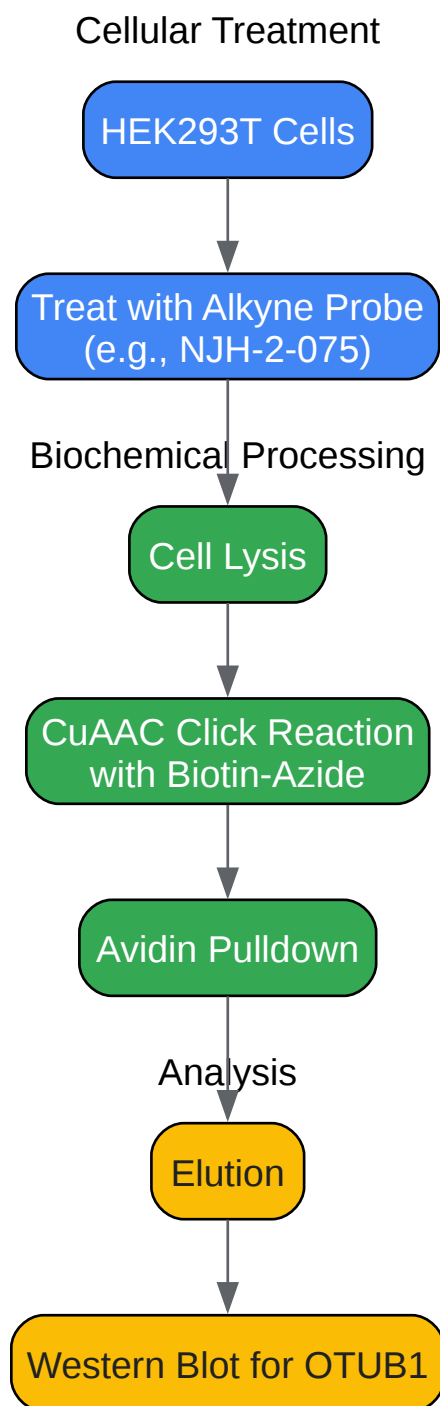 Cellular Treatment
HEK293T Cells
Treat with Alkyne Probe
(e.g., NJH-2-075)
Biochemical Processing
Cell Lysis
CuAAC Click Reaction
with Biotin-Azide
Avidin Pulldown
Analysis
Elution
Western Blot for OTUB1